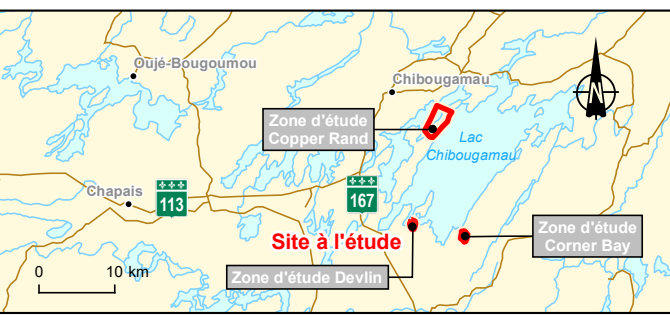 Oujé-Bougoumou
Chibougamau
N
Zone d'étude
Copper Rand
Lac
Chibougamau
Chapais
113
167
Site à l'étude
Zone d'étude
Corner Bay
Zone d'étude Devlin
0 10 km